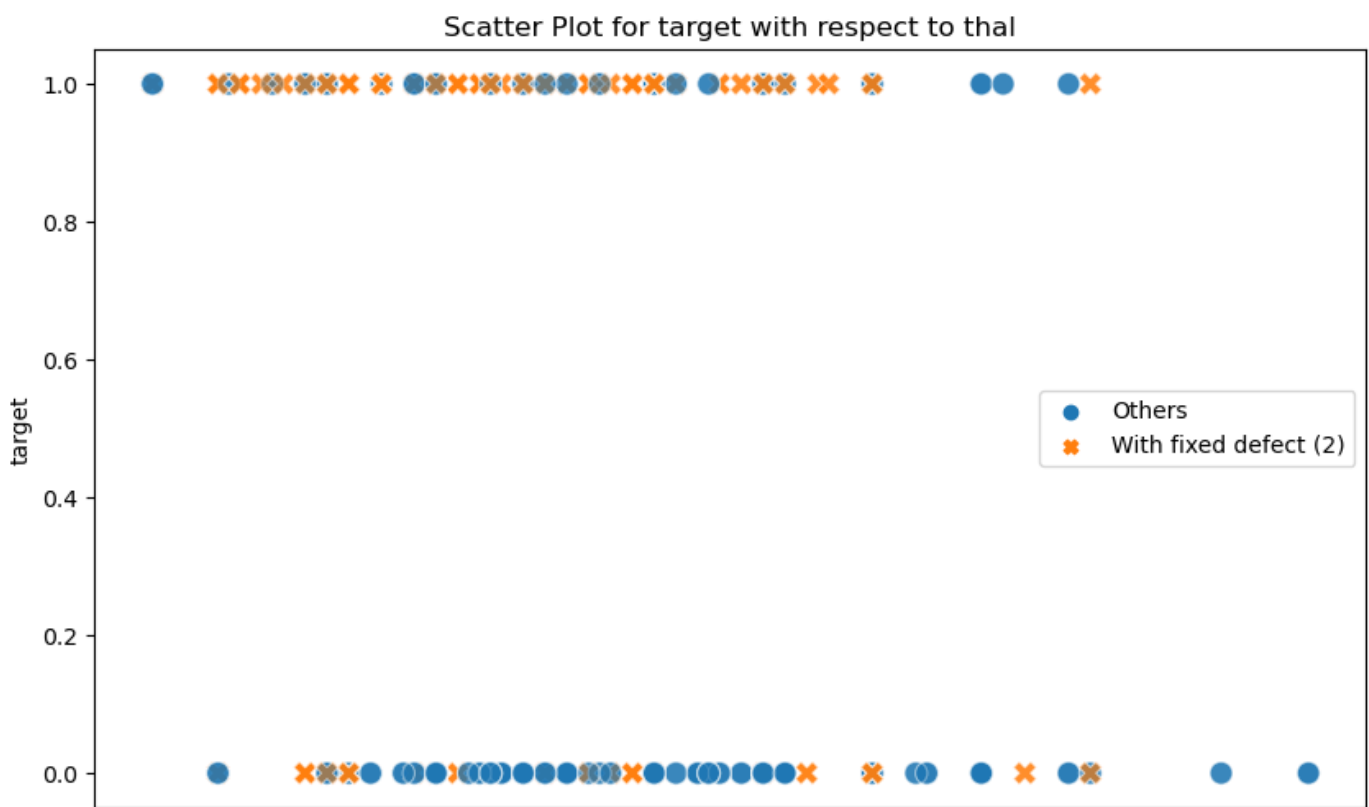 Scatter Plot for target with respect to thal
1.0
0.8
0.6
0.4
0.2
0.0
target
Others
With fixed defect (2)